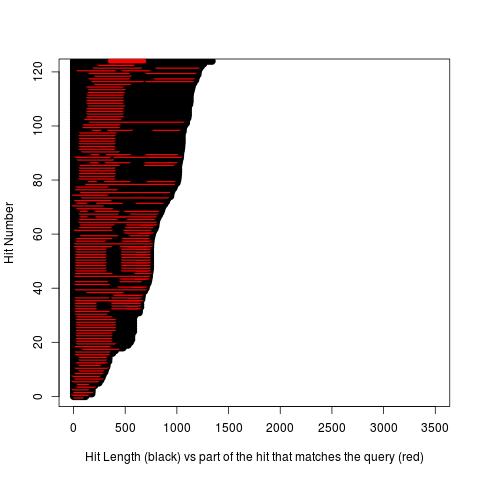 120
100
80
60
40
20
0
Hit Number
0 500 1000 1500 2000 2500 3000 3500
Hit Length (black) vs part of the hit that matches the query (red)